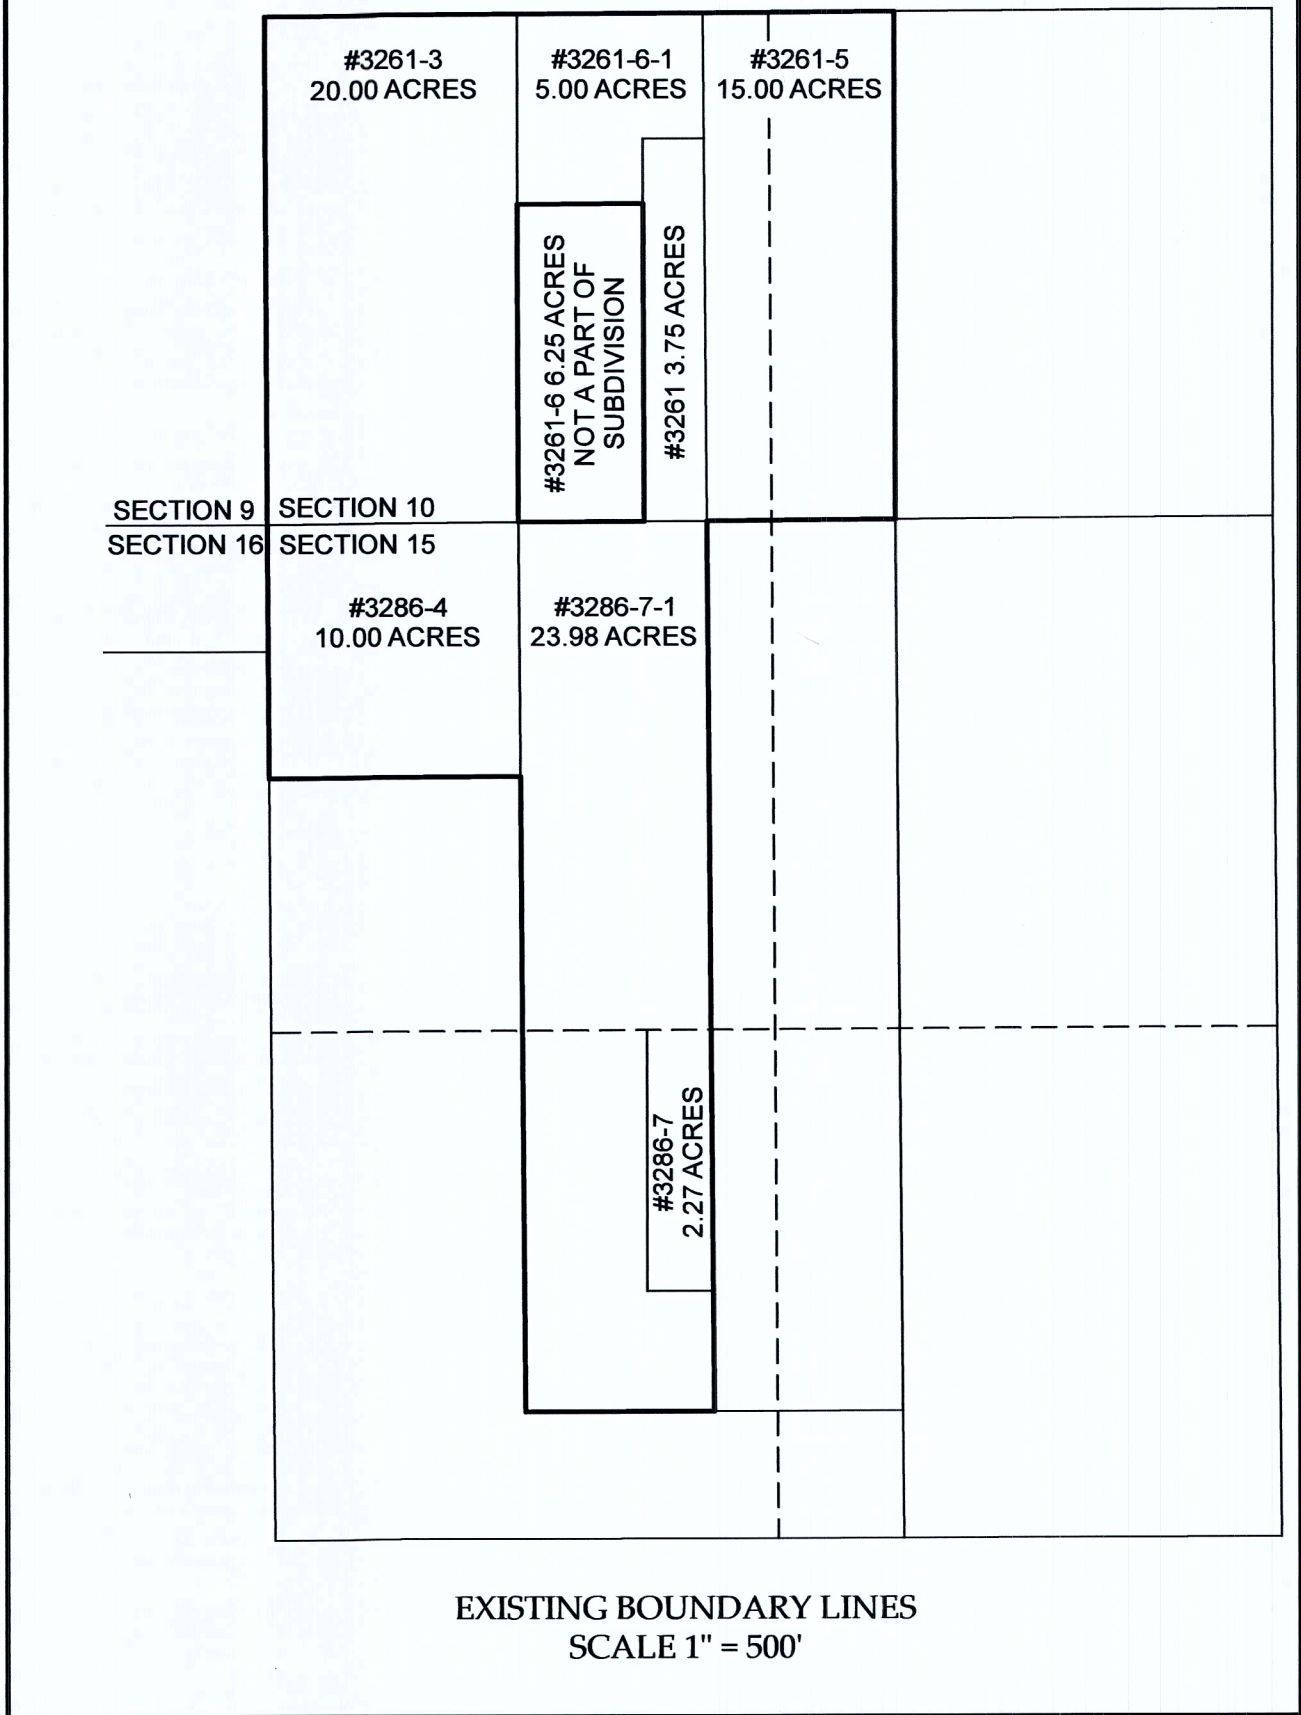 #3261-3
20.00 ACRES
#3261-6-1
5.00 ACRES
#3261-5
15.00 ACRES
#3261-6 6.25 ACRES
NOT A PART OF
SUBDIVISION
#3261 3.75 ACRES
SECTION 9
SECTION 10
SECTION 16
SECTION 15
#3286-4
10.00 ACRES
#3286-7-1
23.98 ACRES
#3286-7
2.27 ACRES
EXISTING BOUNDARY LINES
SCALE 1" = 500'